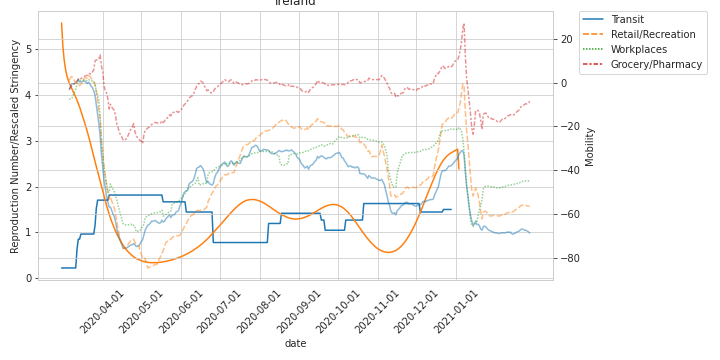 Ireland
Reproduction Number/Rescaled Stringency
5
4
3
2
1
0
20
0
−20
−40
−60
−80
Mobility
2020-04-01
2020-05-01
2020-06-01
2020-07-01
2020-08-01
2020-09-01
2020-10-01
2020-11-01
2020-12-01
2021-01-01
date
Transit
Retail/Recreation
Workplaces
Grocery/Pharmacy